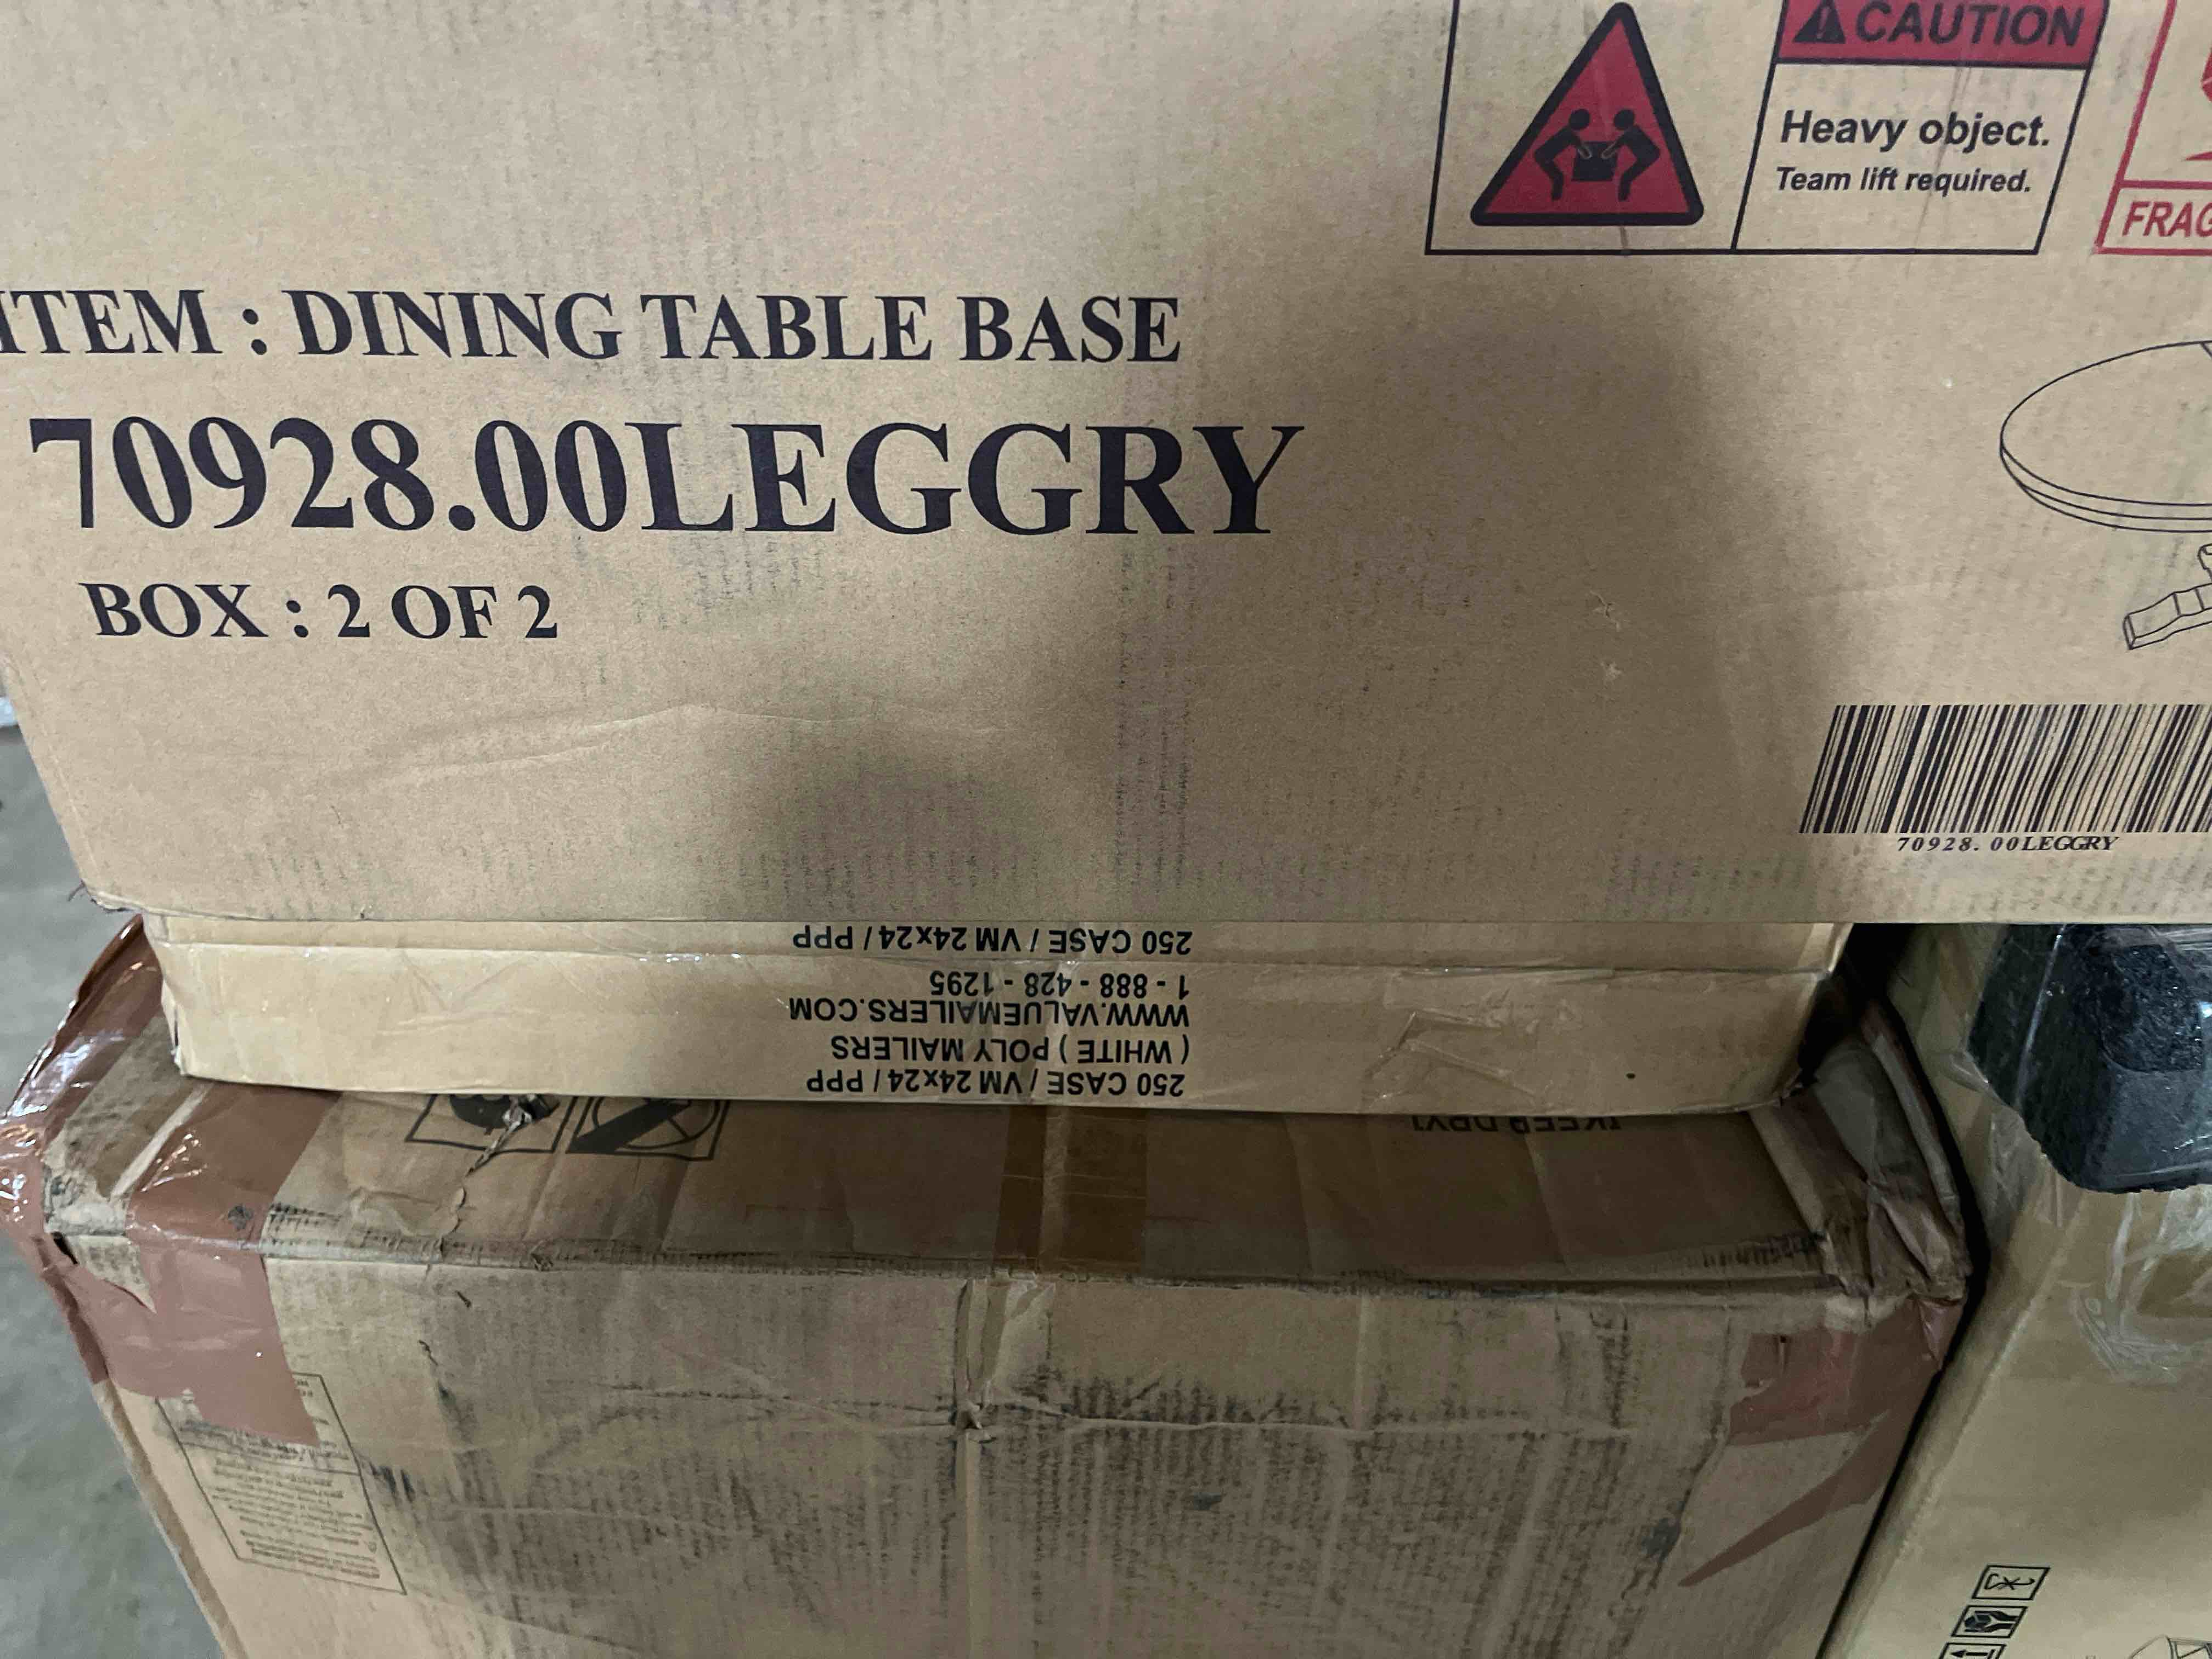 CAUTION
Heavy object.
Team lift required.
FRAG
ITEM : DINING TABLE BASE
70928.00LEGGRY
BOX : 2 OF 2
70928.00LEGGRY
250 CASE / VM 24x24 / PPP
( WHITE ) POLY MAILERS
WWW.VALUEMAILERS.COM
1 - 888 - 428 - 1295
250 CASE / VM 24x24 / PPP
[KEEP DRY]